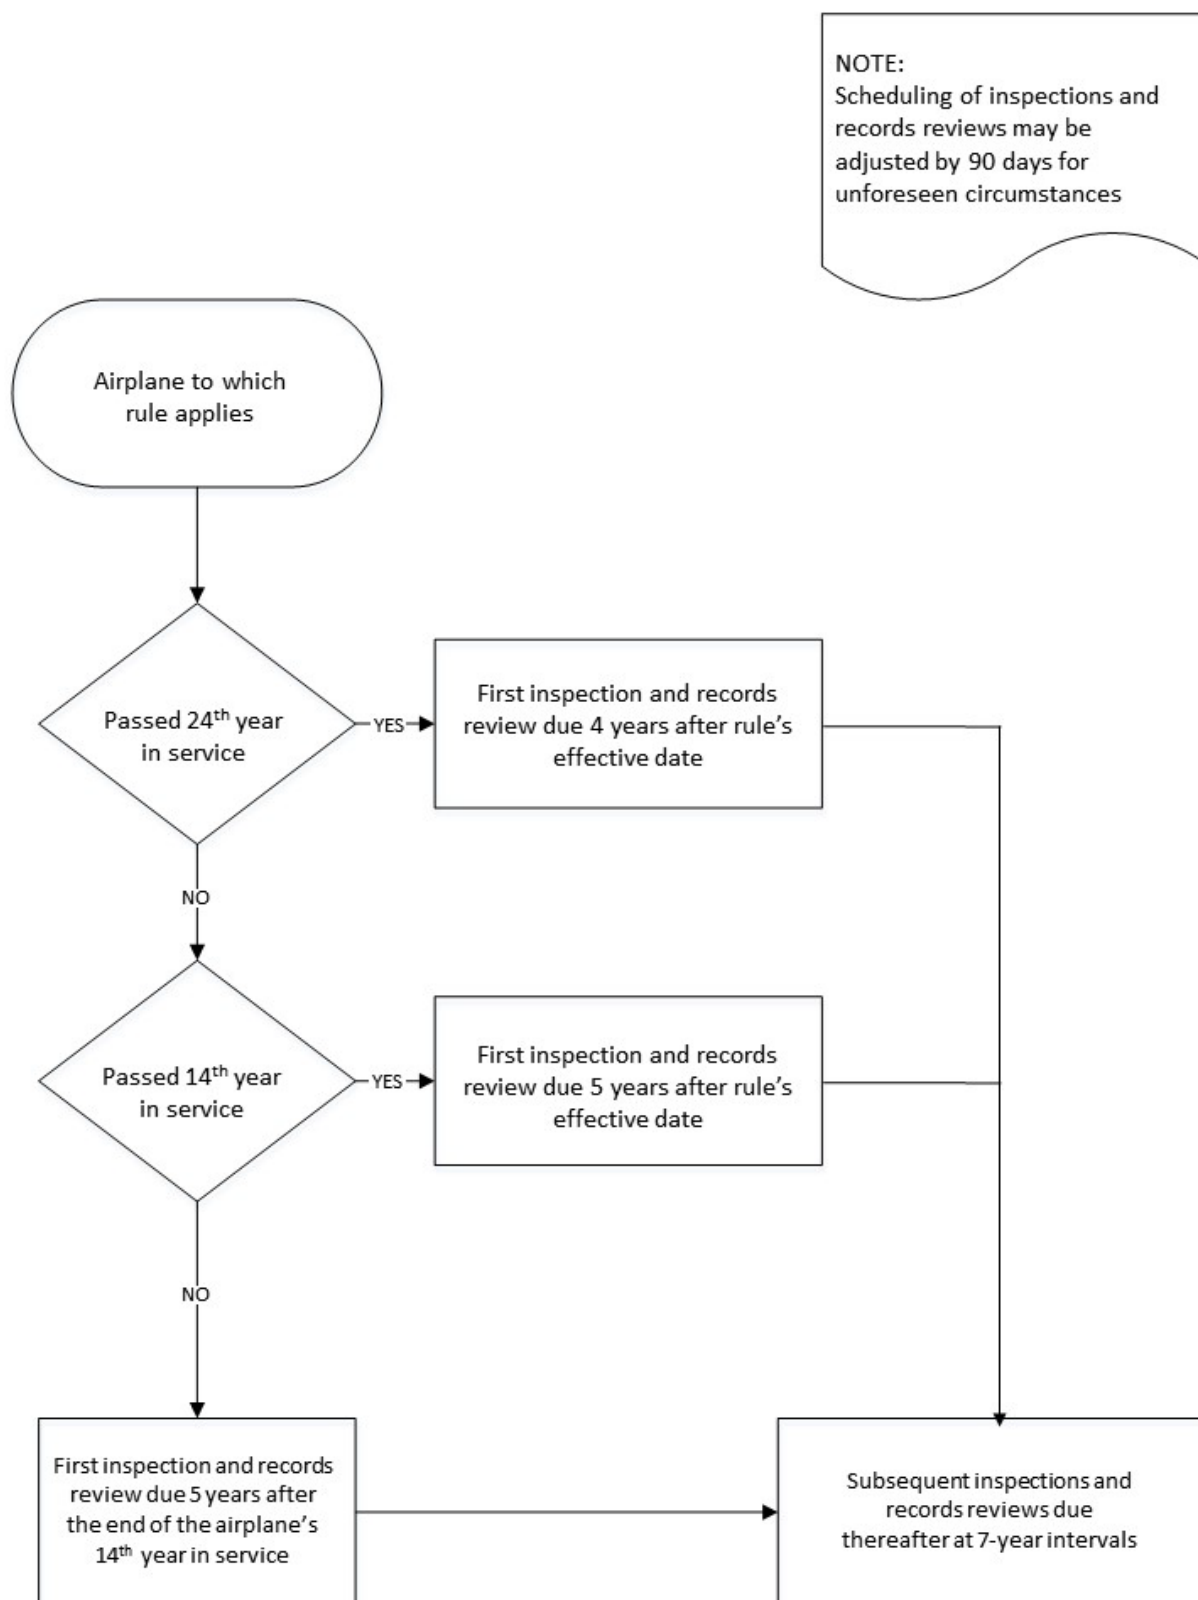 NOTE:
Scheduling of inspections and
records reviews may be
adjusted by 90 days for
unforeseen circumstances
Airplane to which
rule applies
Passed 24th year
in service
YES
First inspection and records
review due 4 years after rule’s
effective date
NO
Passed 14th year
in service
YES
First inspection and records
review due 5 years after rule’s
effective date
NO
First inspection and records
review due 5 years after
the end of the airplane’s
14th year in service
Subsequent inspections and
records reviews due
thereafter at 7-year intervals